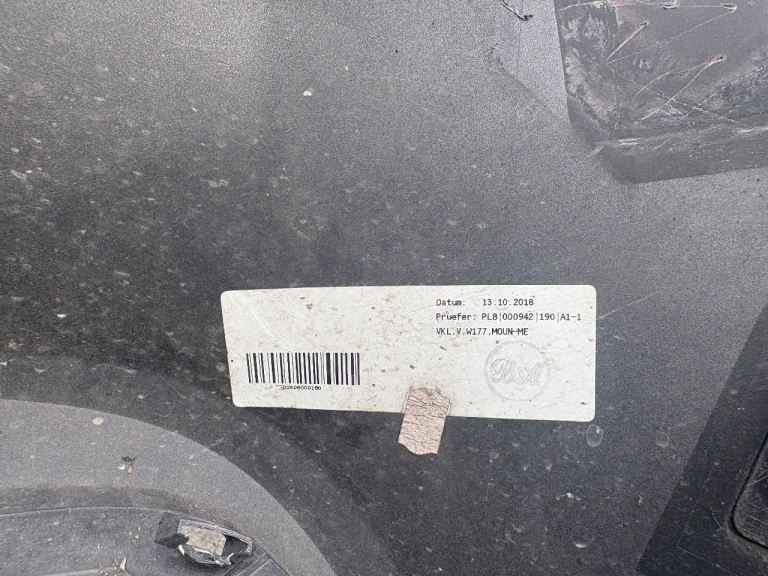 Datum: 13.10.2018
Pruefer: PL8|000942|190|A1-1
VKL.V.W177.MOUN-ME